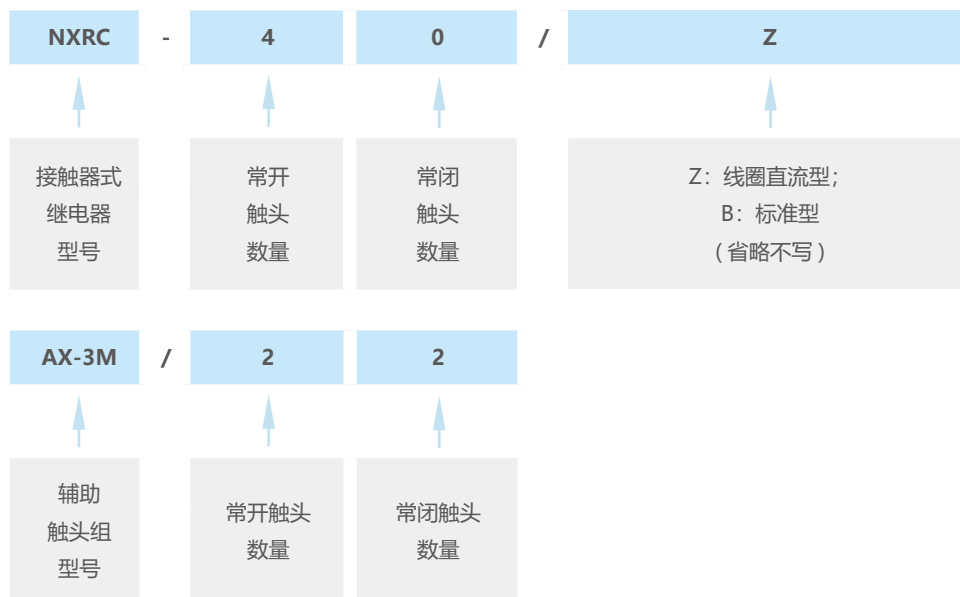 NXRC - 4 0 / Z
接触器式
继电器
型号
常开
触头
数量
常闭
触头
数量
Z：线圈直流型；
B：标准型
（省略不写）
AX-3M / 2 2
辅助
触头组
型号
常开触头
数量
常闭触头
数量